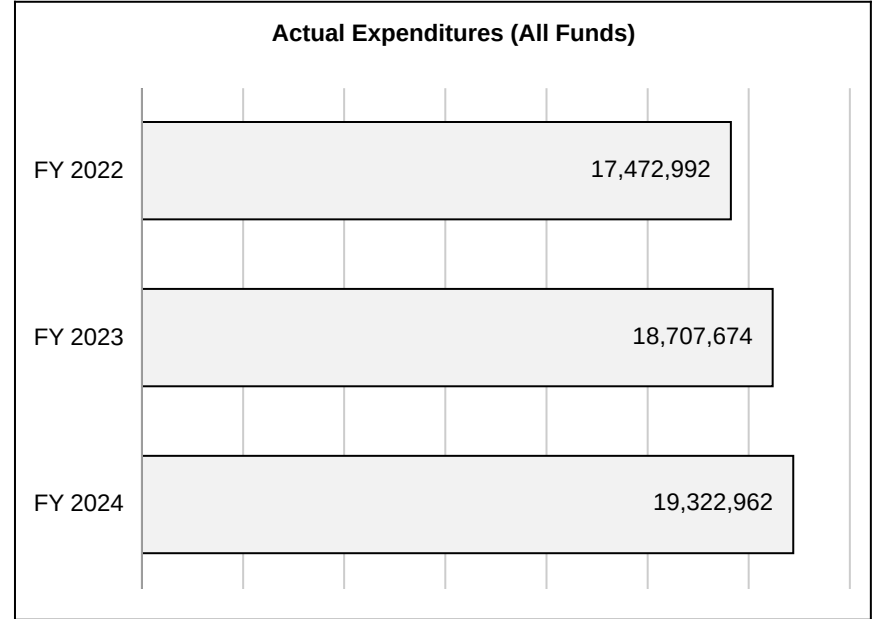 Actual Expenditures (All Funds)
FY 2022 17,472,992
FY 2023 18,707,674
FY 2024 19,322,962